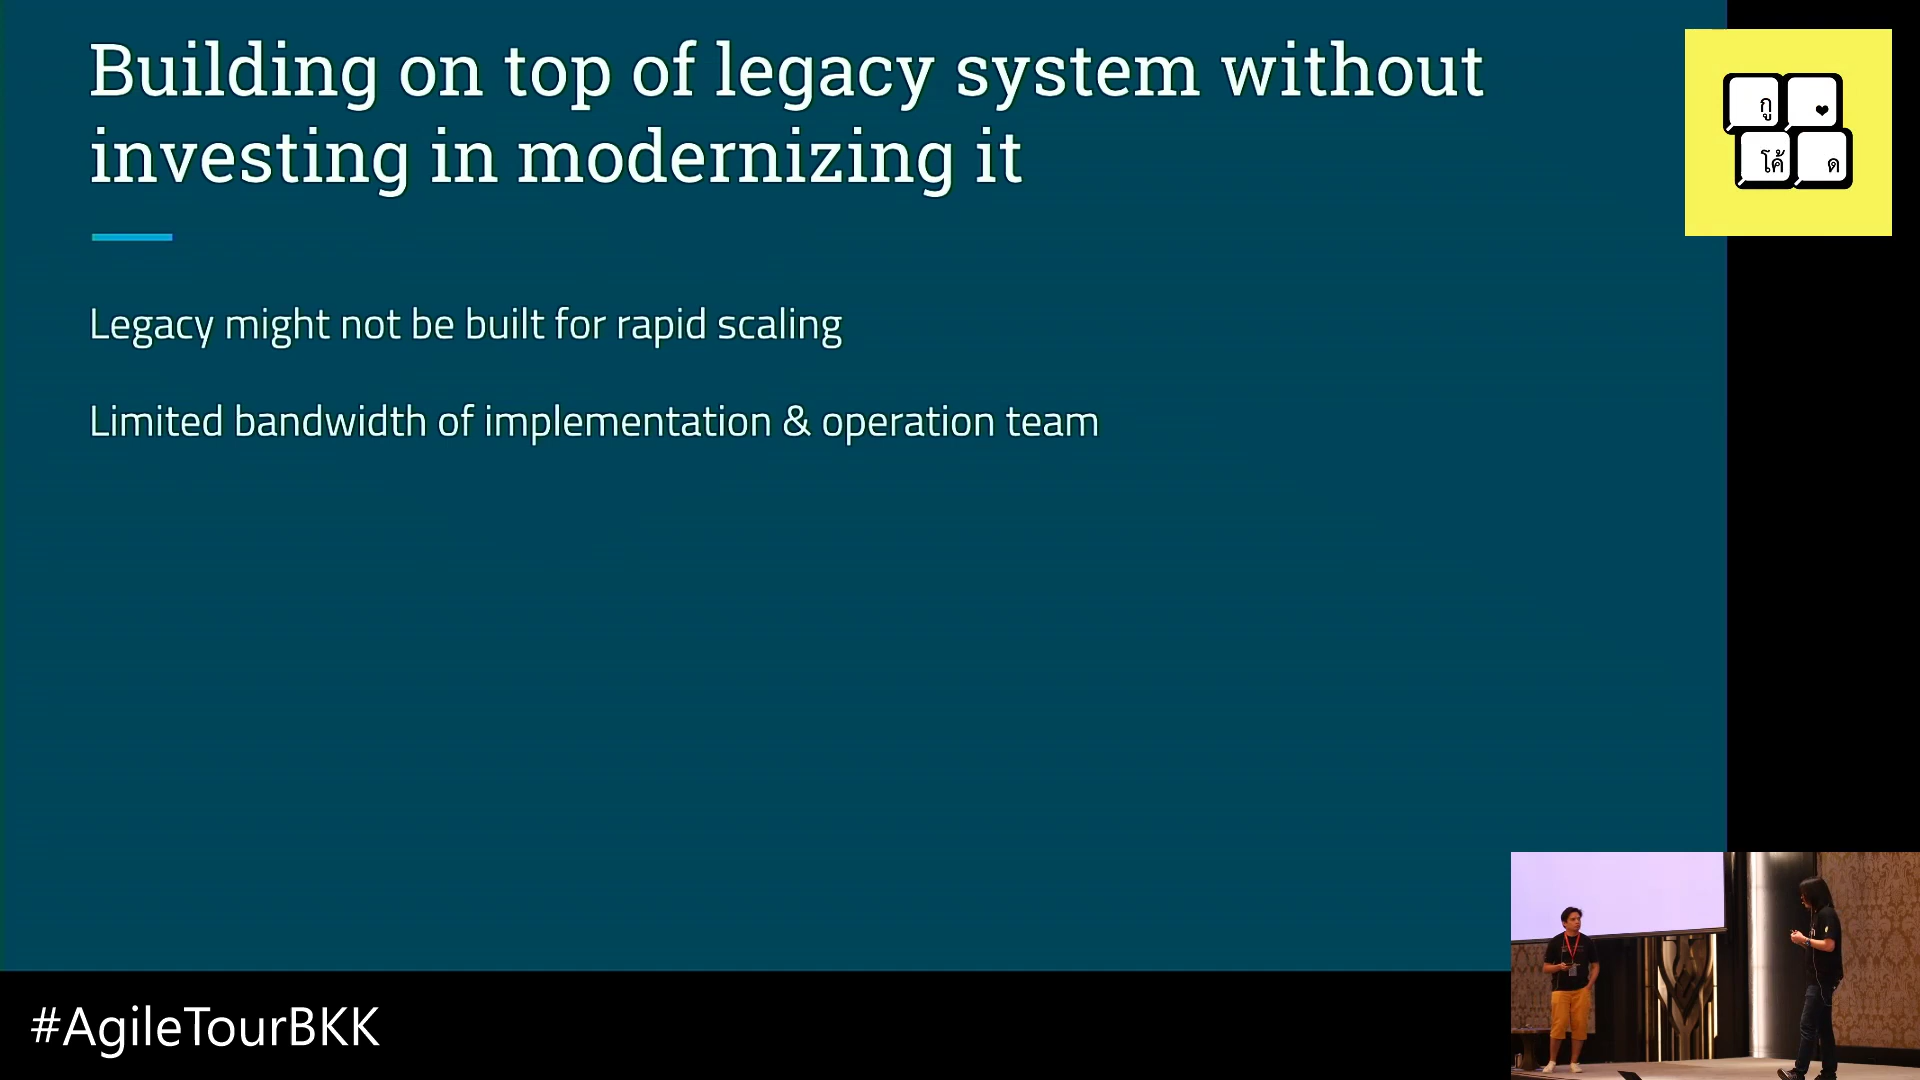 Building on top of legacy system without
investing in modernizing it
Legacy might not be built for rapid scaling
Limited bandwidth of implementation & operation team
กู ❤
โค้ ด
#AgileTourBKK